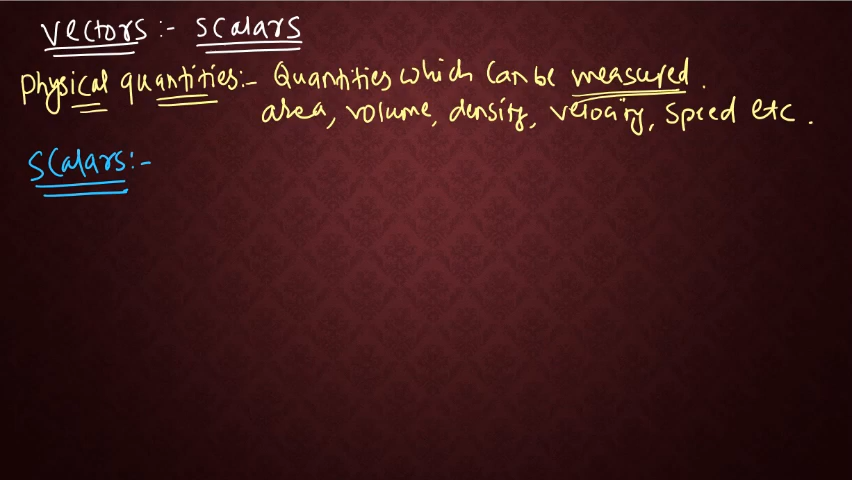 Vectors :- Scalars
Physical quantities:- Quantities which can be measured.
area, volume, density, velocity, speed etc.
Scalars:-